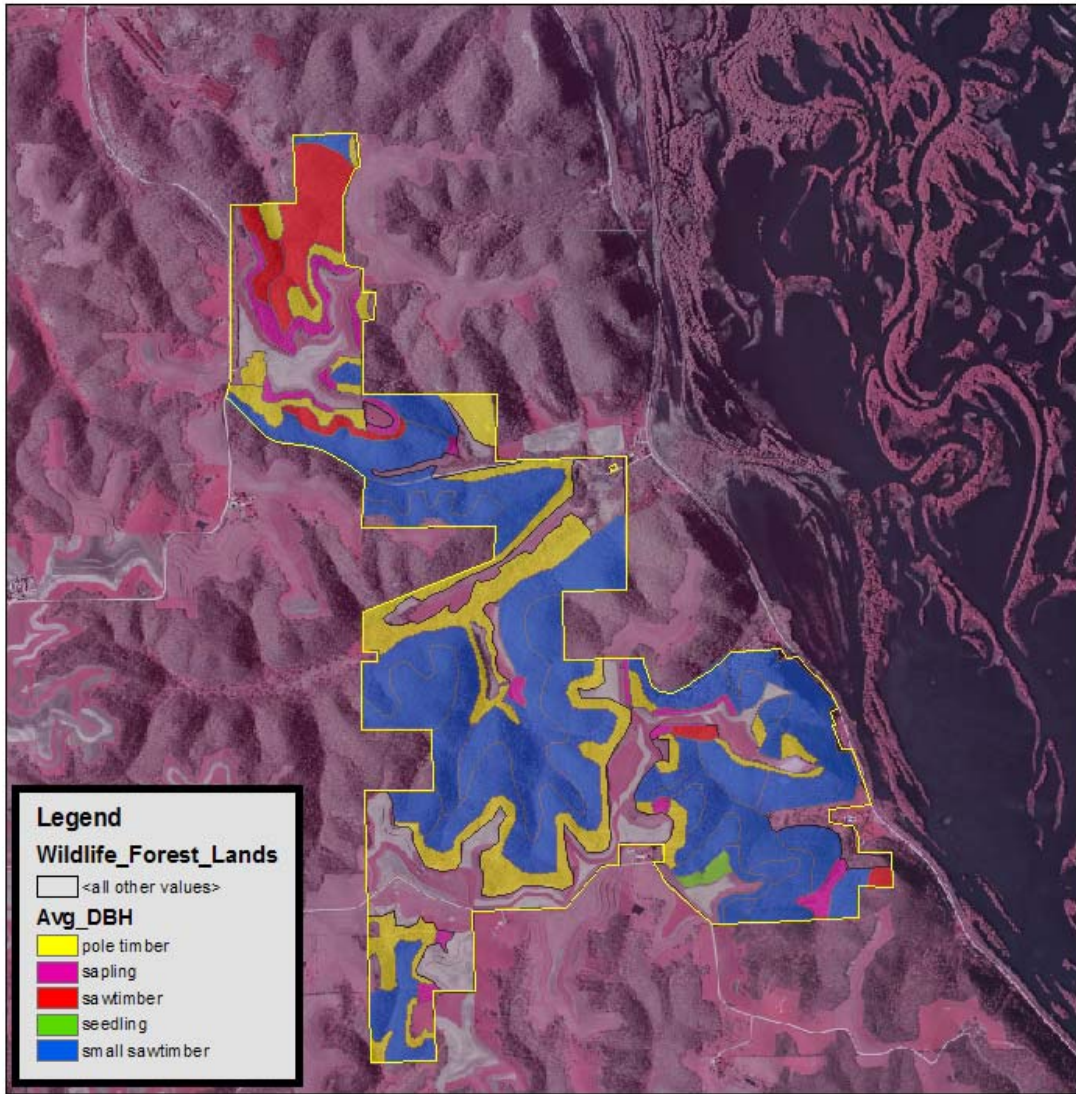 Legend
Wildlife_Forest_Lands
<all other values>
Avg_DBH
pole timber
sapling
sawtimber
seedling
small sawtimber